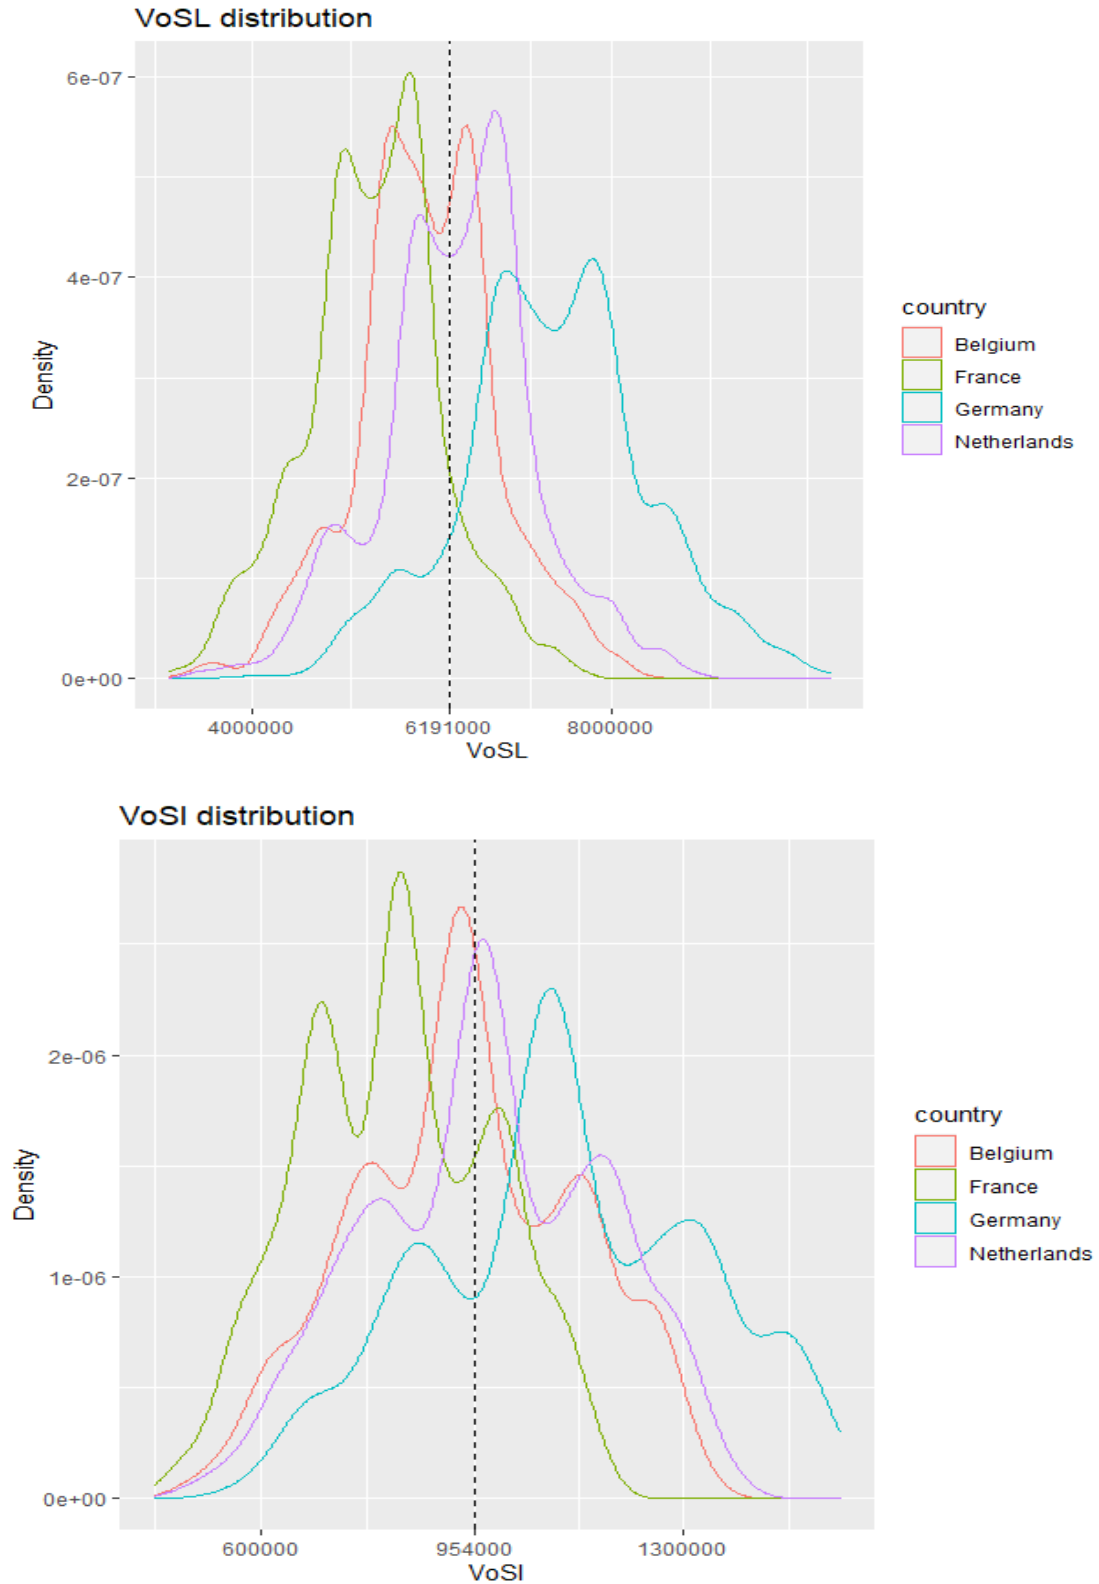 VoSL distribution
6e-07
4e-07
2e-07
0e+00
Density
4000000 6191000 8000000
VoSL
country
Belgium
France
Germany
Netherlands
VoSI distribution
2e-06
1e-06
0e+00
Density
600000 954000 1300000
VoSI
country
Belgium
France
Germany
Netherlands